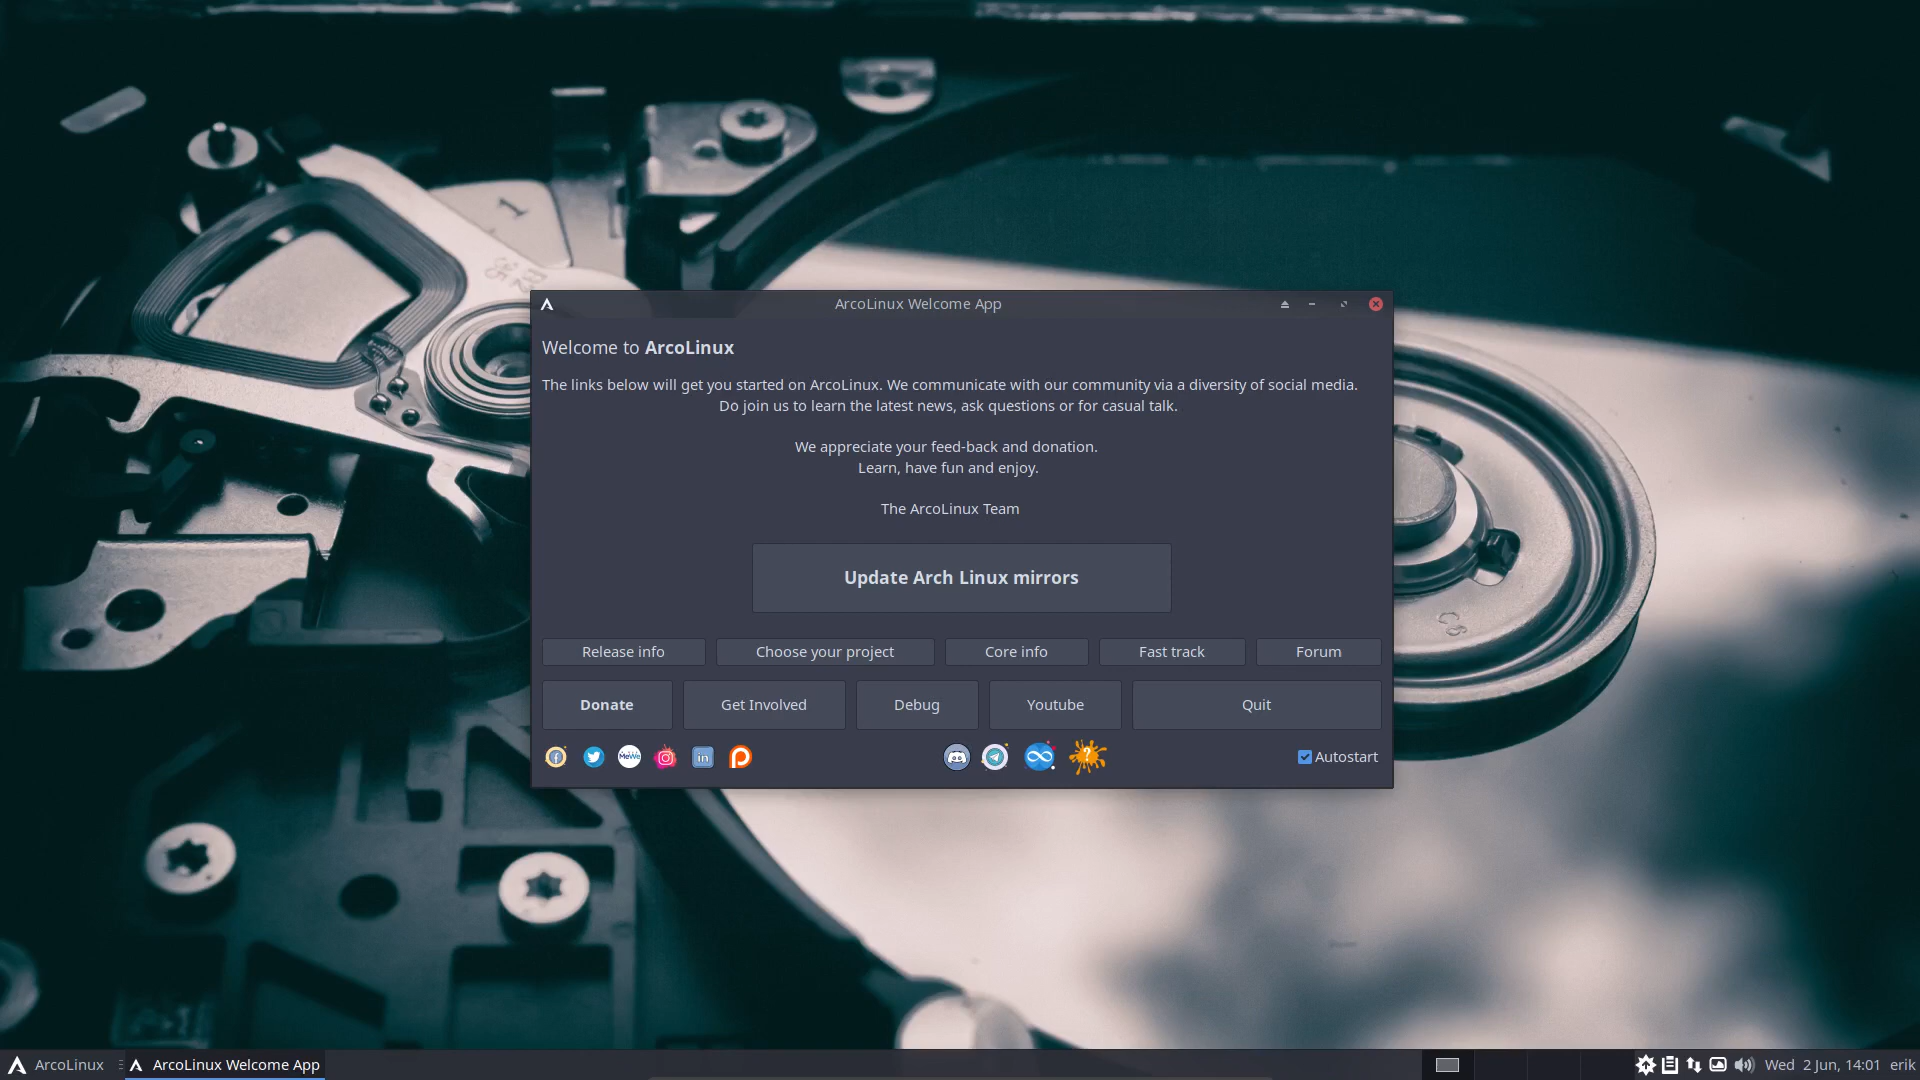 ArcoLinux Welcome App
Welcome to ArcoLinux
The links below will get you started on ArcoLinux. We communicate with our community via a diversity of social media.
Do join us to learn the latest news, ask questions or for casual talk.
We appreciate your feed-back and donation.
Learn, have fun and enjoy.
The ArcoLinux Team
Update Arch Linux mirrors
Release info
Choose your project
Core info
Fast track
Forum
Donate
Get Involved
Debug
Youtube
Quit
MeWe
in
?
Autostart
1
ArcoLinux
ArcoLinux Welcome App
Wed 2 Jun, 14:01
erik